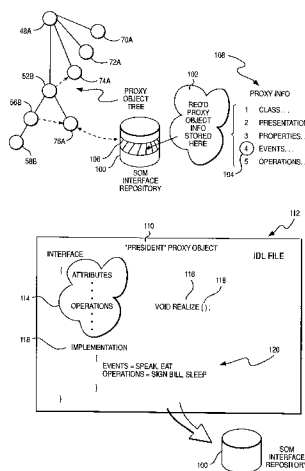 48A
70A
72A
52B
74A
PROXY
OBJECT
TREE
56B
58B
76A
106
100
SOM
INTERFACE
REPOSITORY
102
REQ'D
PROXY
OBJECT
INFO
STORED
HERE
108
PROXY INFO
1 CLASS...
2 PRESENTATION
3 PROPERTIES...
4 EVENTS...
5 OPERATIONS...
104
110
112
"PRESIDENT" PROXY OBJECT
IDL FILE
INTERFACE
{
ATTRIBUTES
OPERATIONS
114
116
118
VOID REALIZE ( );
118
IMPLEMENTATION
{
EVENTS = SPEAK, EAT
OPERATIONS = SIGN BILL, SLEEP
}
}
120
100
SOM
INTERFACE
REPOSITORY